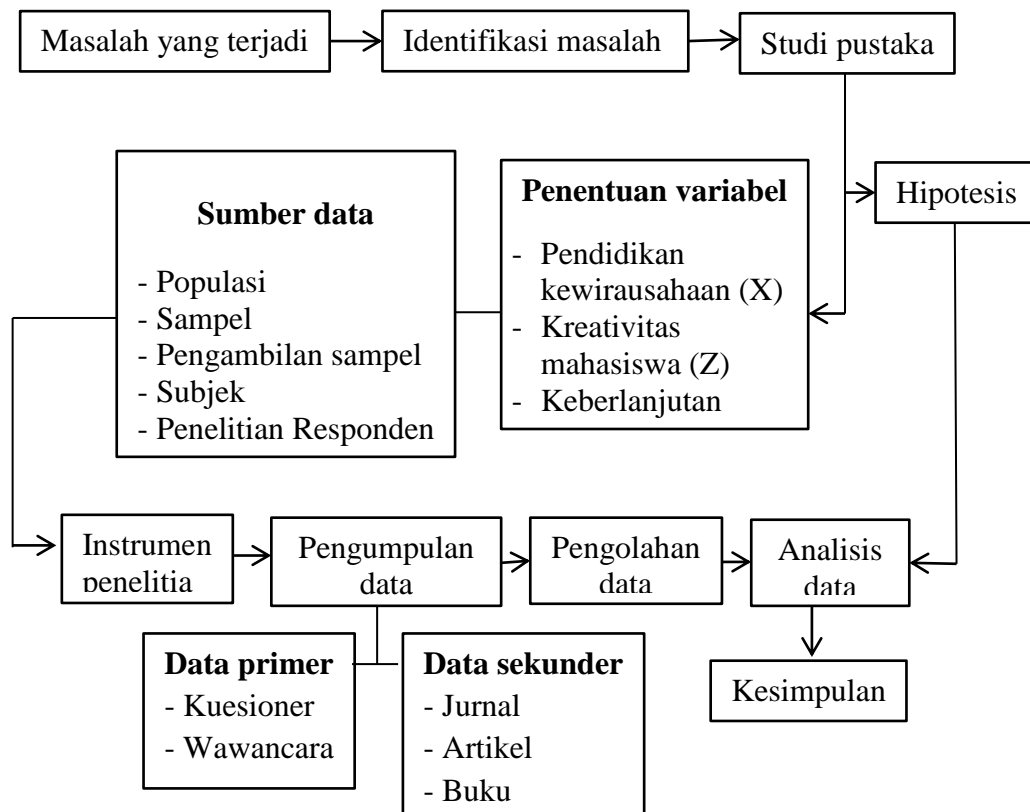 Masalah yang terjadi
Identifikasi masalah
Studi pustaka
Hipotesis
Penentuan variabel
- Pendidikan
kewirausahaan (X)
- Kreativitas
mahasiswa (Z)
- Keberlanjutan
Sumber data
- Populasi
- Sampel
- Pengambilan sampel
- Subjek
- Penelitian Responden
Instrumen
penelitia
Pengumpulan
data
Pengolahan
data
Analisis
data
Data primer
- Kuesioner
- Wawancara
Data sekunder
- Jurnal
- Artikel
- Buku
Kesimpulan